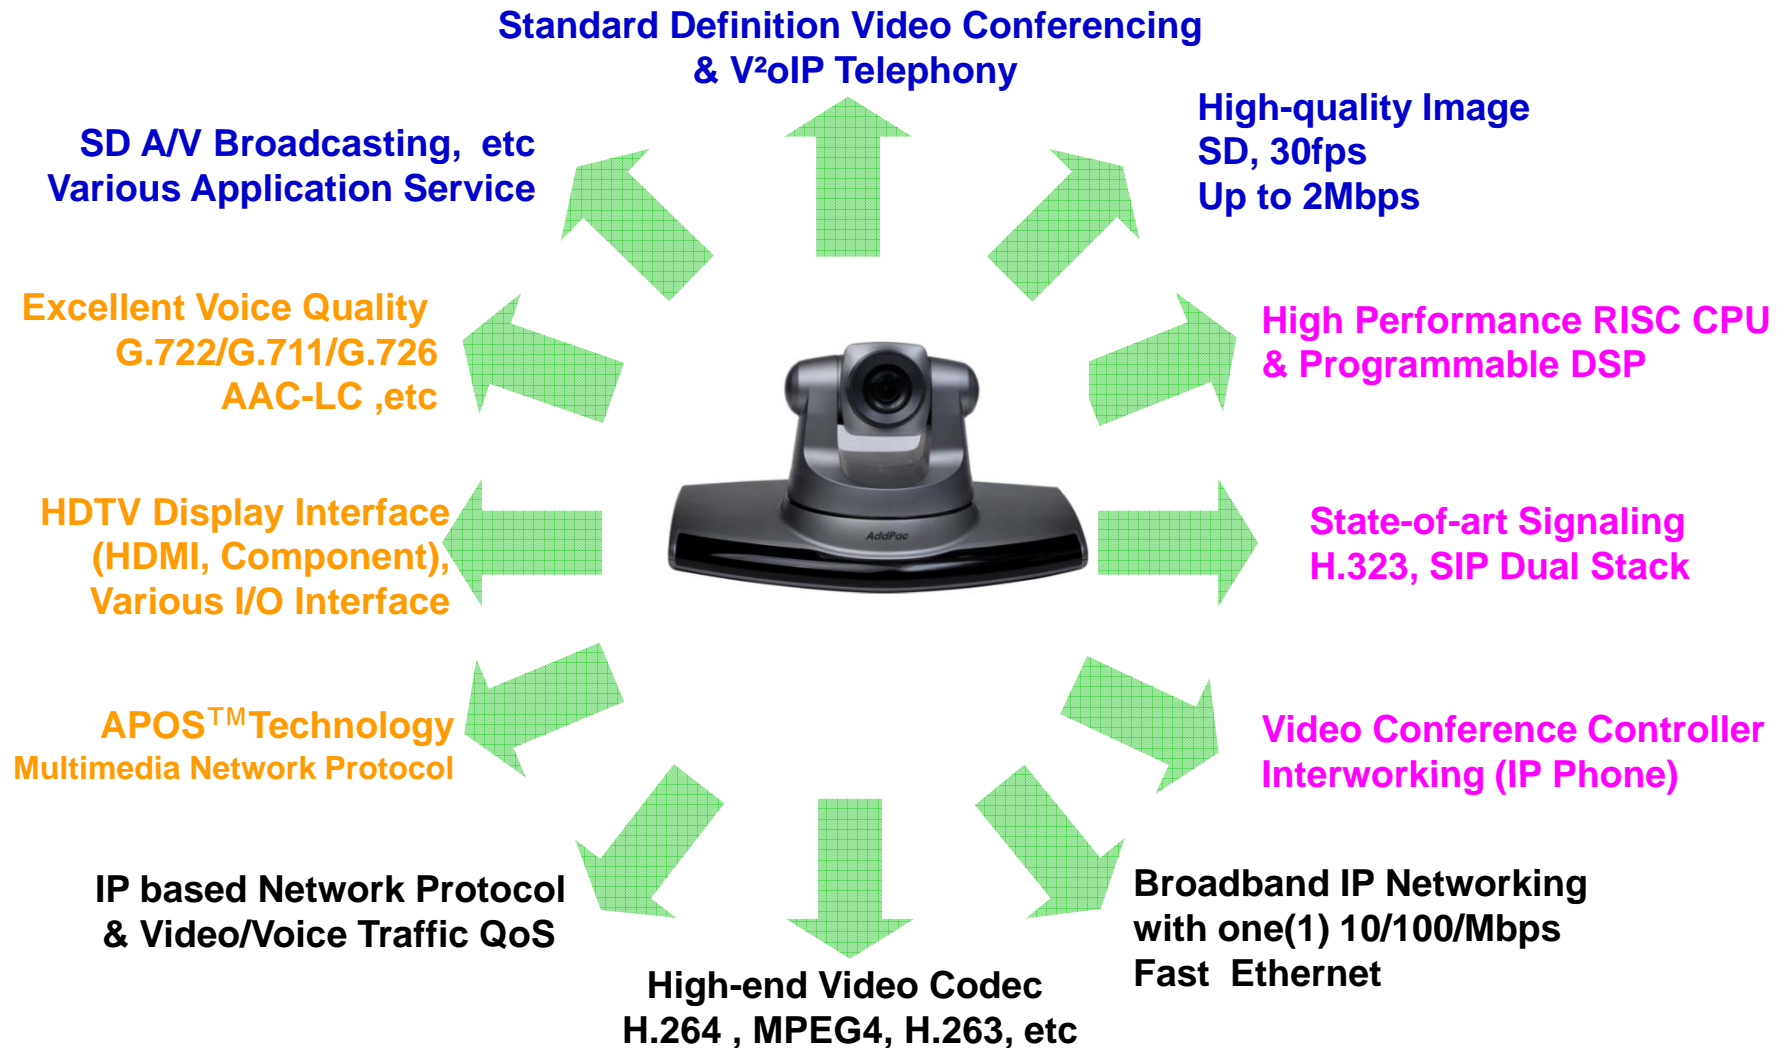 Standard Definition Video Conferencing
& V²oIP Telephony
High-quality Image
SD, 30fps
Up to 2Mbps
SD A/V Broadcasting,  etc
Various Application Service
Excellent Voice Quality
G.722/G.711/G.726
AAC-LC ,etc
High Performance RISC CPU
& Programmable DSP
HDTV Display Interface
(HDMI, Component),
Various I/O Interface
AddPac
State-of-art Signaling
H.323, SIP Dual Stack
APOS™Technology
Multimedia Network Protocol
Video Conference Controller
Interworking (IP Phone)
IP based Network Protocol
& Video/Voice Traffic QoS
Broadband IP Networking
with one(1) 10/100/Mbps
Fast  Ethernet
High-end Video Codec
H.264 , MPEG4, H.263, etc